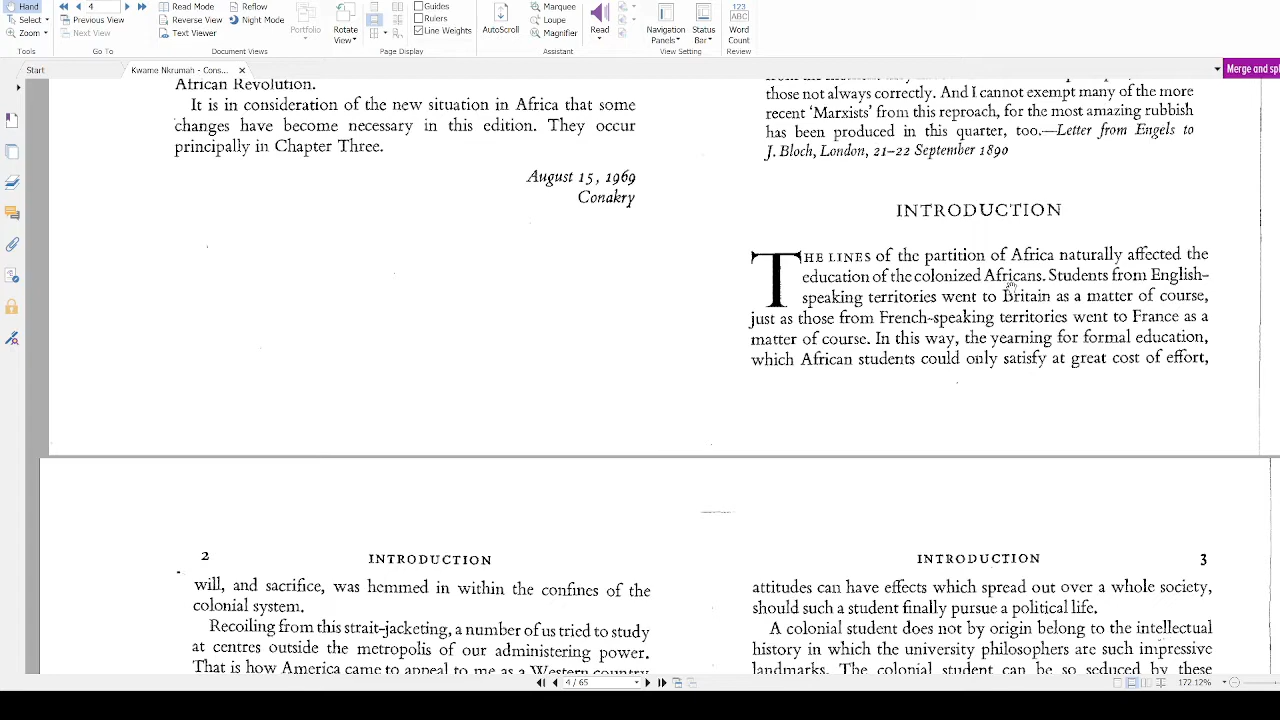 Hand
4
Read Mode
Reflow
Guides
Marquee
123
ABC
Select
Previous View
Reverse View
Night Mode
Rulers
Loupe
Zoom
Next View
Text Viewer
Portfolio
Rotate View
Line Weights
AutoScroll
Magnifier
Read
Navigation Panels
Status Bar
Word Count
Tools
Go To
Document Views
Page Display
Assistant
View Setting
Review
Start
Kwame Nkrumah - Cons...
Merge and spl
African Revolution.
It is in consideration of the new situation in Africa that some
changes have become necessary in this edition. They occur
principally in Chapter Three.
August 15, 1969
Conakry
those not always correctly. And I cannot exempt many of the more
recent 'Marxists' from this reproach, for the most amazing rubbish
has been produced in this quarter, too.—Letter from Engels to
J. Bloch, London, 21–22 September 1890
INTRODUCTION
THE LINES of the partition of Africa naturally affected the
education of the colonized Africans. Students from English-
speaking territories went to Britain as a matter of course,
just as those from French-speaking territories went to France as a
matter of course. In this way, the yearning for formal education,
which African students could only satisfy at great cost of effort,
2 INTRODUCTION
will, and sacrifice, was hemmed in within the confines of the
colonial system.
Recoiling from this strait-jacketing, a number of us tried to study
at centres outside the metropolis of our administering power.
That is how America came to appeal to me as a Western country
INTRODUCTION 3
attitudes can have effects which spread out over a whole society,
should such a student finally pursue a political life.
A colonial student does not by origin belong to the intellectual
history in which the university philosophers are such impressive
landmarks. The colonial student can be so seduced by these
4 / 65
172.12%